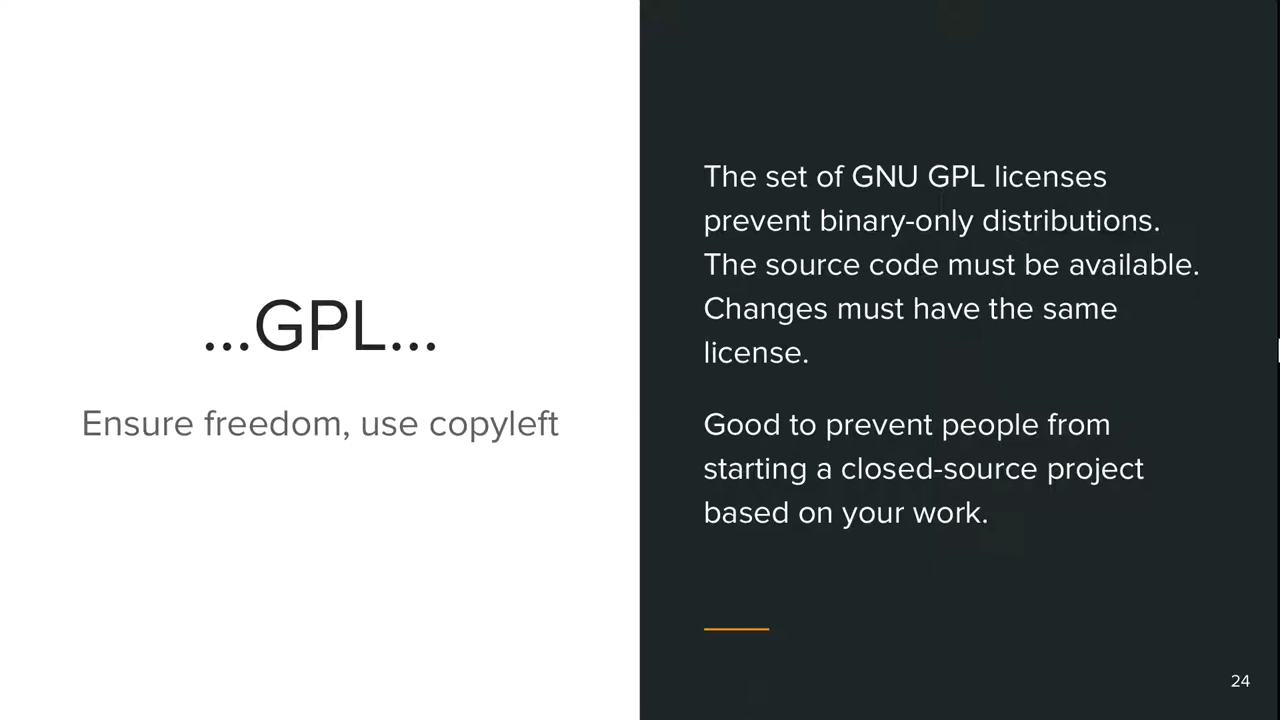 ...GPL...
Ensure freedom, use copyleft
The set of GNU GPL licenses
prevent binary-only distributions.
The source code must be available.
Changes must have the same
license.
Good to prevent people from
starting a closed-source project
based on your work.
24